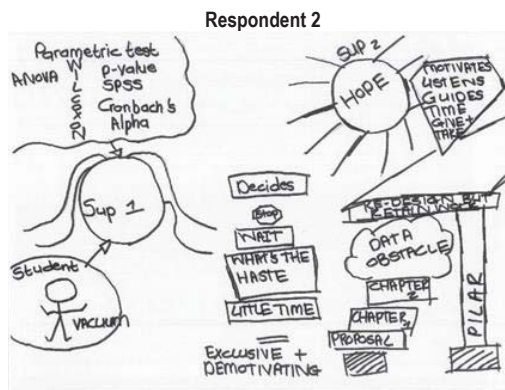 Respondent 2
Parametric test
ANOVA
WILCOXON
p-value
SPSS
Cronbach's
Alpha
Sup 1
Student
VACUUM
Decides
Stop
WAIT
WHAT'S THE
HASTE
LITTLE TIME
=
EXCLUSIVE +
DEMOTIVATING
SUP 2
HOPE
MOTIVATES
LISTENS
GUIDES
TIME
GIVE +
TAKE
RE-DESIGN BUT
DATA
OBSTACLE
CHAPTER
2
CHAPTER
1
PROPOSAL
PILAR